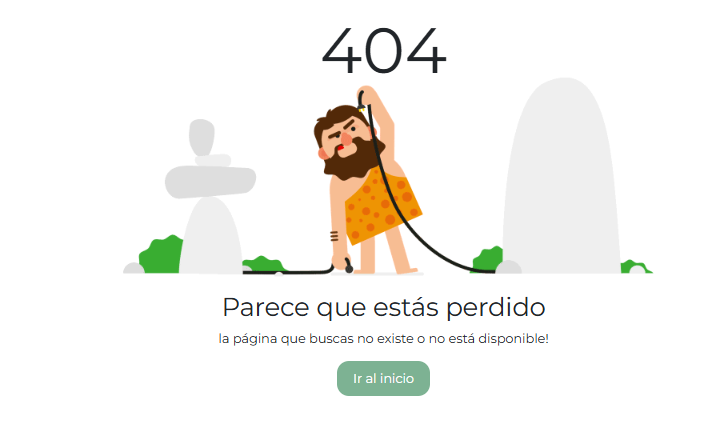 404
Parece que estás perdido
la página que buscas no existe o no está disponible!
Ir al inicio